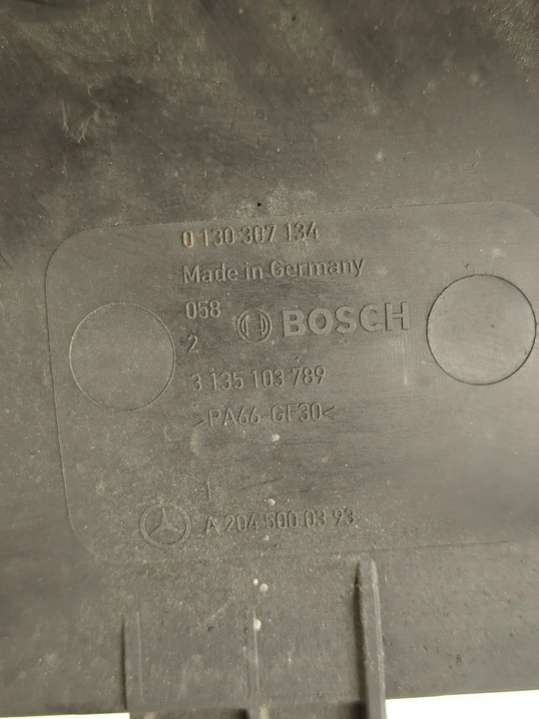 0 130 307 134
Made in Germany
058
2
BOSCH
3 135 103 789
>PA66-GF30<
1
A 204 500 03 93